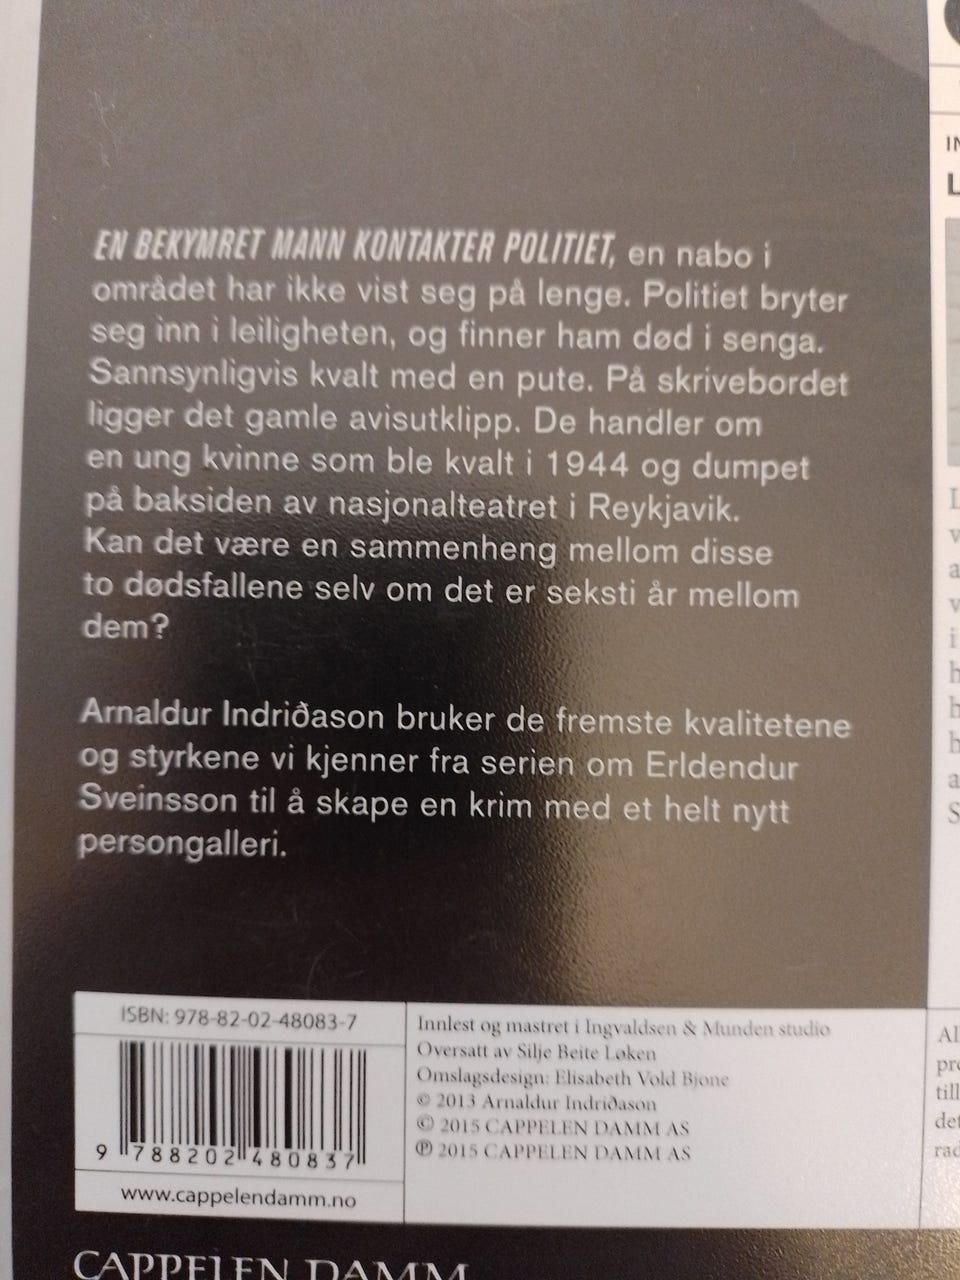 EN BEKYMRET MANN KONTAKTER POLITIET, en nabo i
området har ikke vist seg på lenge. Politiet bryter
seg inn i leiligheten, og finner ham død i senga.
Sannsynligvis kvalt med en pute. På skrivebordet
ligger det gamle avisutklipp. De handler om
en ung kvinne som ble kvalt i 1944 og dumpet
på baksiden av nasjonalteatret i Reykjavik.
Kan det være en sammenheng mellom disse
to dødsfallene selv om det er seksti år mellom
dem?
Arnaldur Indriðason bruker de fremste kvalitetene
og styrkene vi kjenner fra serien om Erldendur
Sveinsson til å skape en krim med et helt nytt
persongalleri.
ISBN: 978-82-02-48083-7
9 788202 480837
www.cappelendamm.no
Innlest og mastret i Ingvaldsen & Munden studio
Oversatt av Silje Beite Løken
Omslagsdesign: Elisabeth Vold Bjone
© 2013 Arnaldur Indriðason
© 2015 CAPPELEN DAMM AS
℗ 2015 CAPPELEN DAMM AS
CAPPELEN DAMM